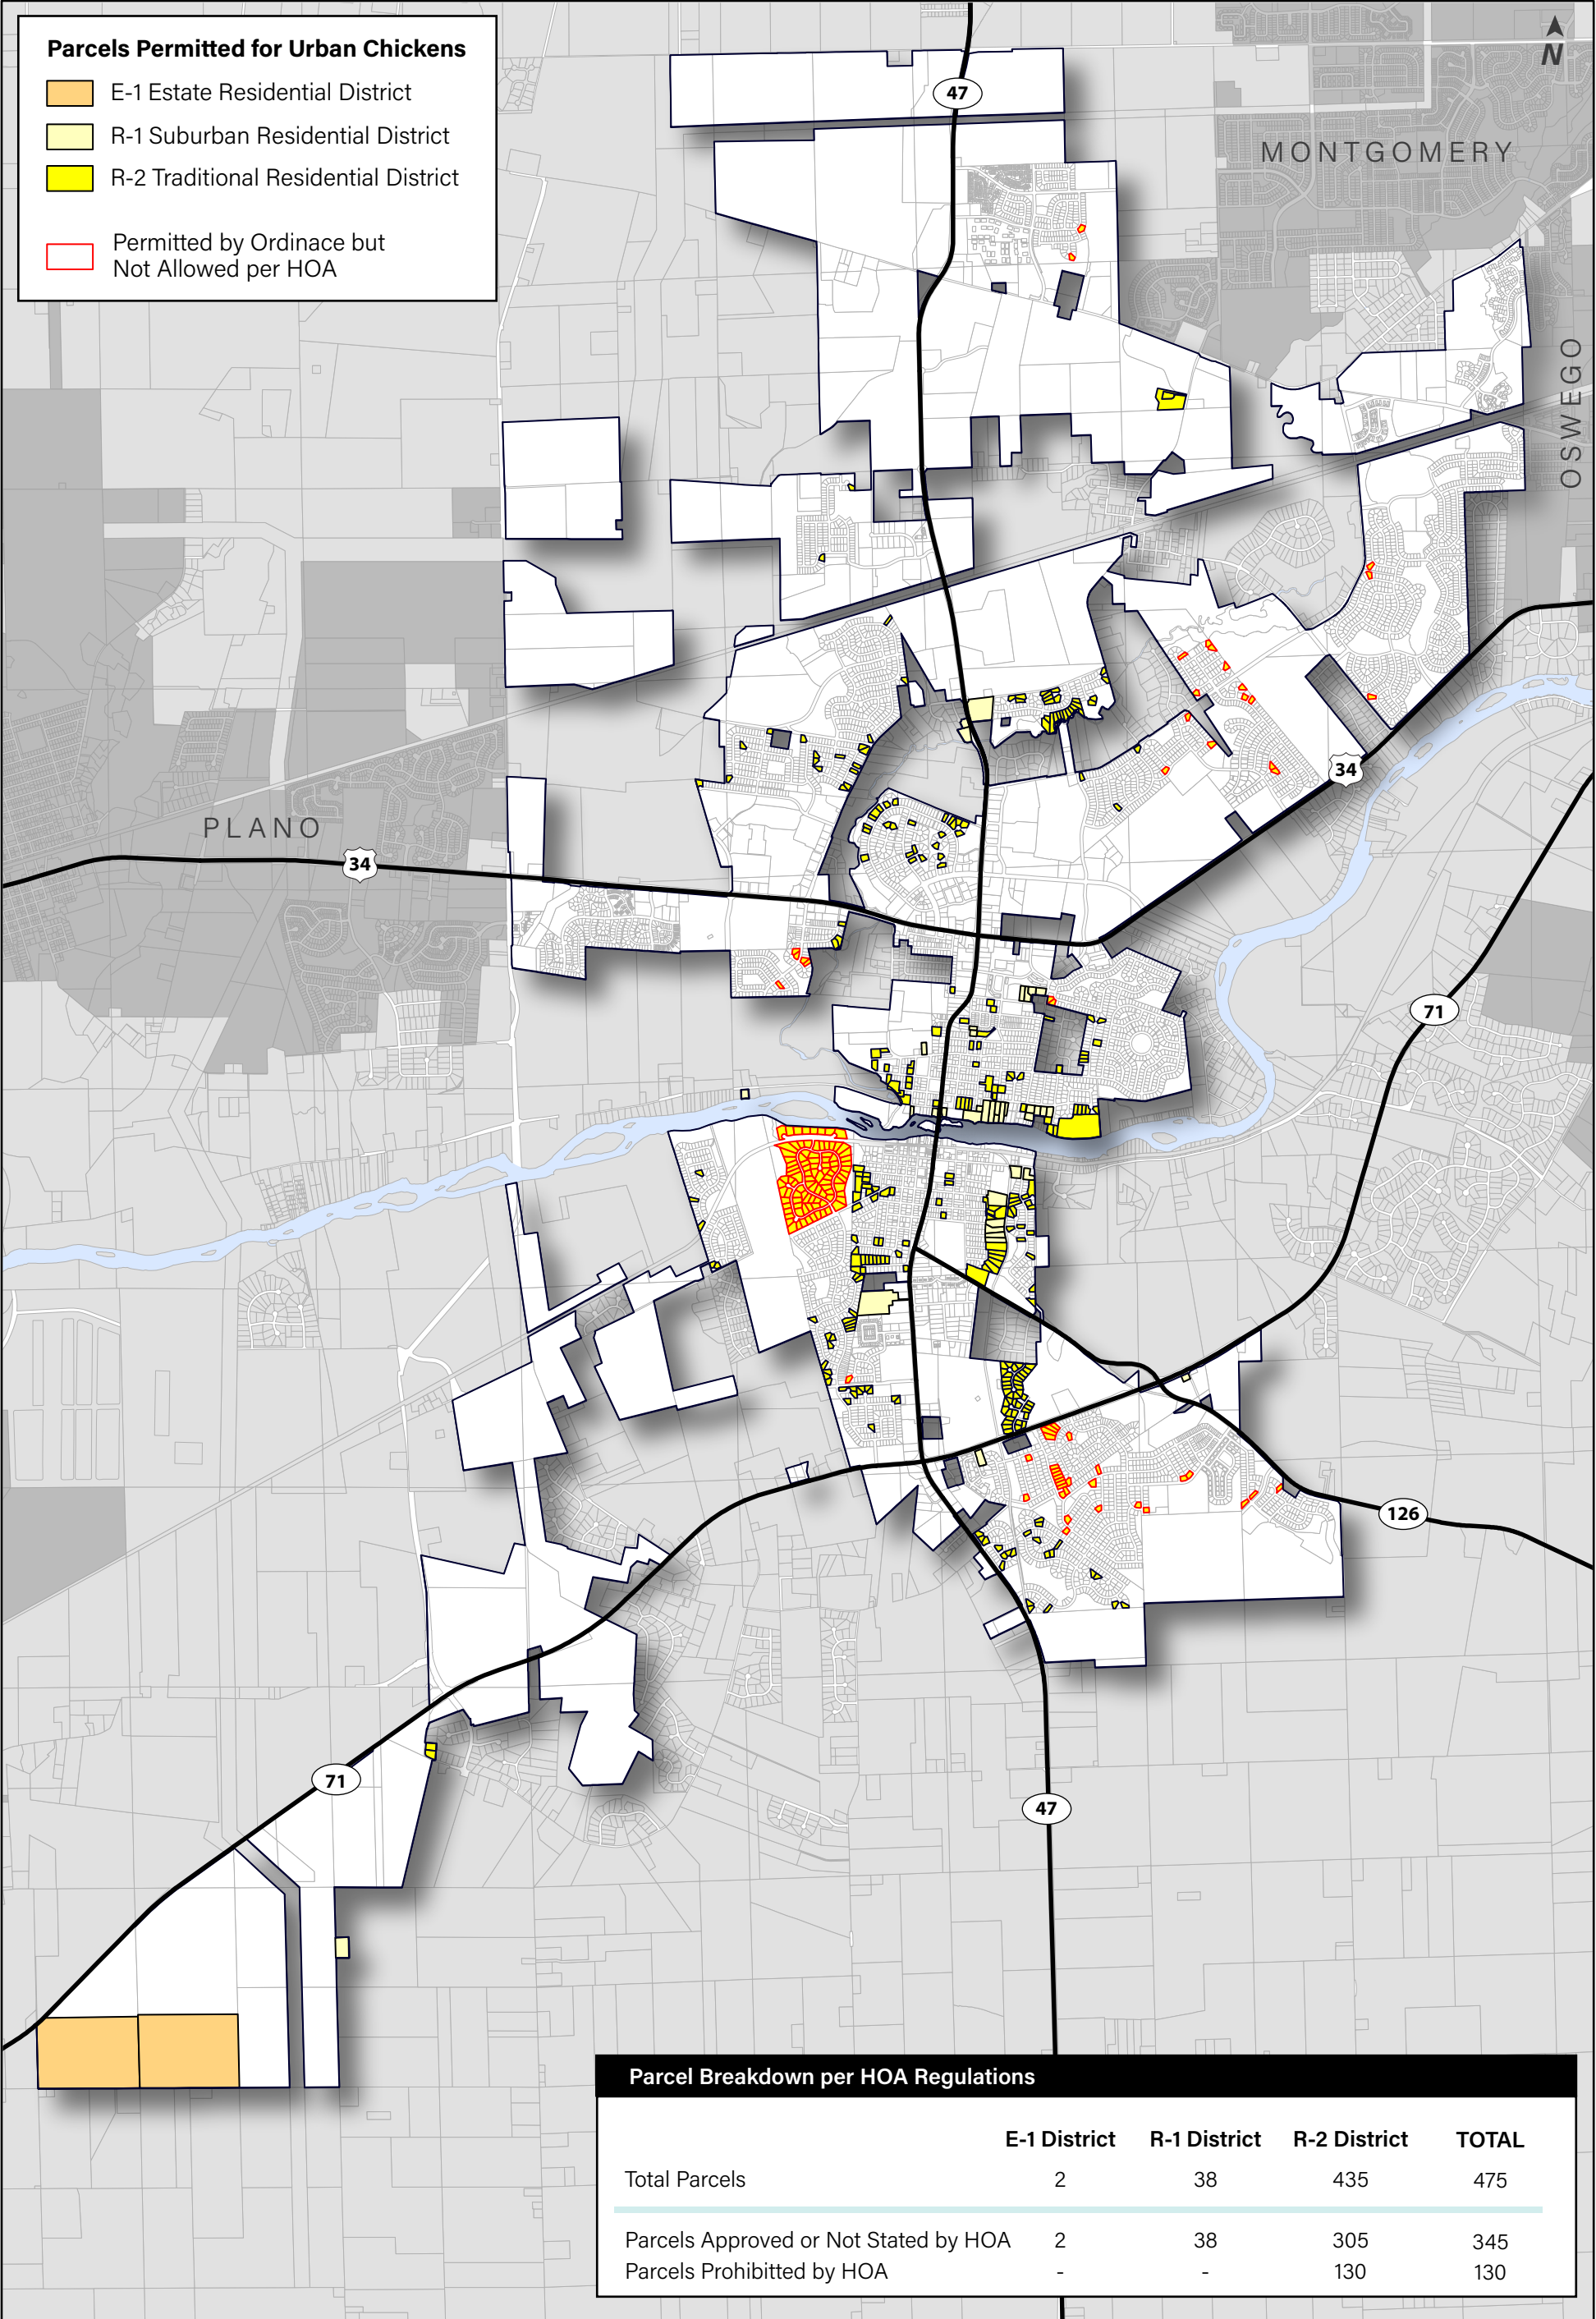 Parcels Permitted for Urban Chickens
E-1 Estate Residential District
R-1 Suburban Residential District
R-2 Traditional Residential District
Permitted by Ordinace but
Not Allowed per HOA
N
47
MONTGOMERY
OSWEGO
34
PLANO
34
71
126
71
47
Parcel Breakdown per HOA Regulations
E-1 District R-1 District R-2 District TOTAL
Total Parcels 2 38 435 475
Parcels Approved or Not Stated by HOA 2 38 305 345
Parcels Prohibitted by HOA - - 130 130